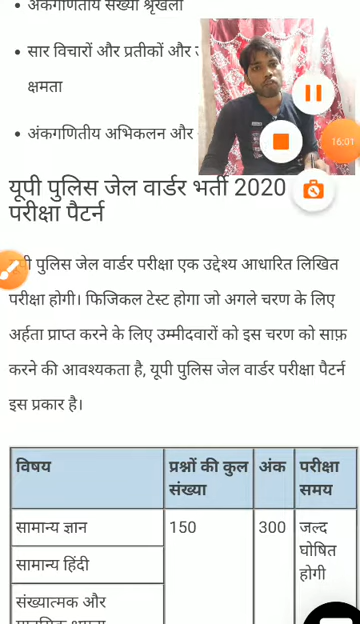 • अंकगणितीय संख्या श्रृंखला
• सार विचारों और प्रतीकों और
क्षमता
• अंकगणितीय अभिकलन और
यूपी पुलिस जेल वार्डर भर्ती 2020
परीक्षा पैटर्न
पुलिस जेल वार्डर परीक्षा एक उद्देश्य आधारित लिखित
परीक्षा होगी। फिजिकल टेस्ट होगा जो अगले चरण के लिए
अर्हता प्राप्त करने के लिए उम्मीदवारों को इस चरण को साफ़
करने की आवश्यकता है, यूपी पुलिस जेल वार्डर परीक्षा पैटर्न
इस प्रकार है।
विषय प्रश्नों की कुल संख्या अंक परीक्षा समय
सामान्य ज्ञान 150 300 जल्द घोषित होगी
सामान्य हिंदी
संख्यात्मक और
16:01